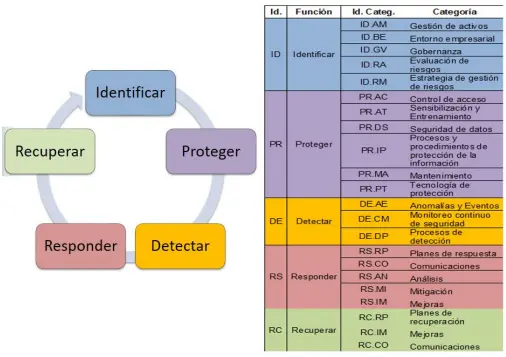 Identificar
Recuperar
Proteger
Responder
Detectar
Id. Función Id. Categ. Categoría
ID Identificar
ID.AM Gestión de activos
ID.BE Entorno empresarial
ID.GV Gobernanza
ID.RA Evaluación de
riesgos
ID.RM Estrategia de gestión
de riesgos
PR Proteger
PR.AC Control de acceso
PR.AT Sensibilización y
Entrenamiento
PR.DS Seguridad de datos
PR.IP Procesos y
procedimientos de
protección de la
información
PR.MA Mantenimiento
PR.PT Tecnología de
protección
DE Detectar
DE.AE Anomalías y Eventos
DE.CM Monitoreo continuo
de seguridad
DE.DP Procesos de
detección
RS Responder
RS.RP Planes de respuesta
RS.CO Comunicaciones
RS.AN Análisis
RS.MI Mitigación
RS.IM Mejoras
RC Recuperar
RC.RP Planes de
recuperación
RC.IM Mejoras
RC.CO Comunicaciones